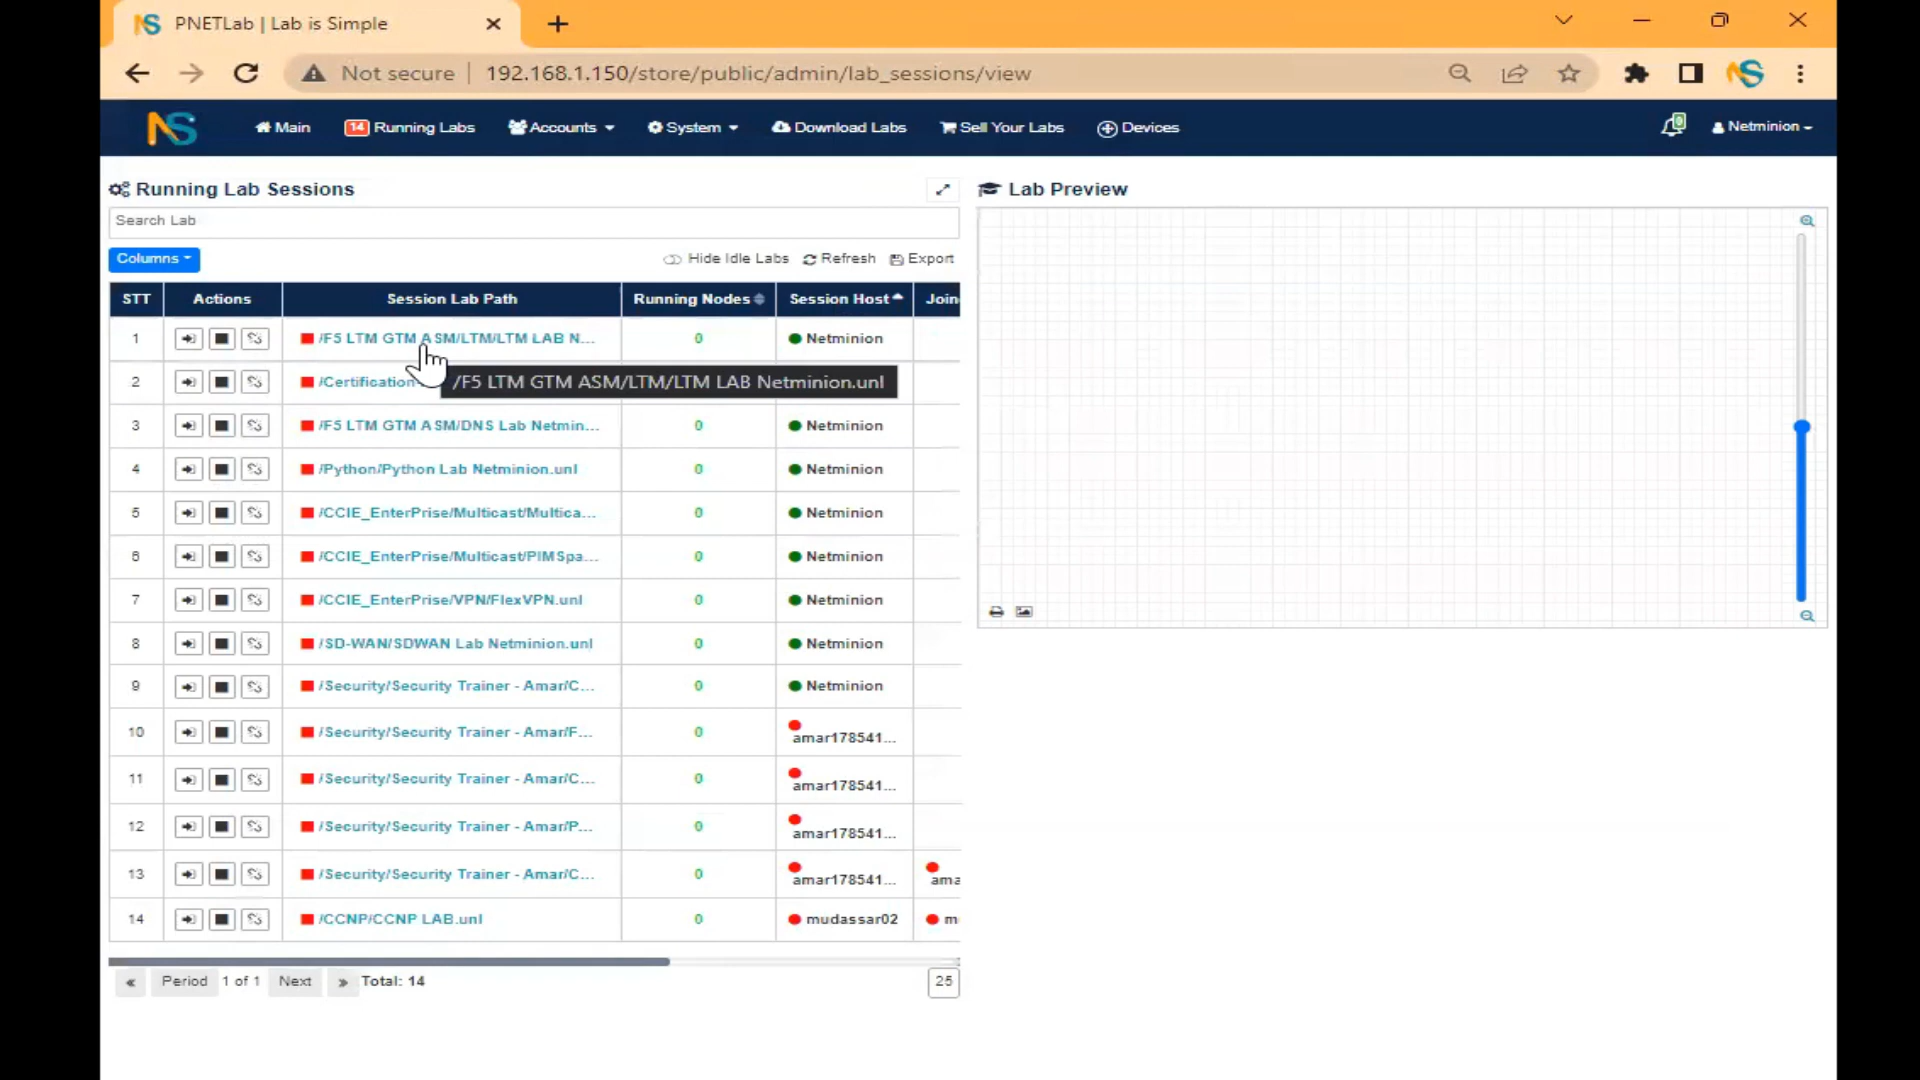 NS PNETLab | Lab is Simple
Not secure 192.168.1.150/store/public/admin/lab_sessions/view NS
NS Main 14 Running Labs Accounts System Download Labs Sell Your Labs Devices 0 Netminion
Running Lab Sessions
Lab Preview
Search Lab
Columns Hide Idle Labs Refresh Export
STT Actions Session Lab Path Running Nodes Session Host Join
1 /F5 LTM GTM ASM/LTM/LTM LAB N... 0 Netminion
2 /Certification
/F5 LTM GTM ASM/LTM/LTM LAB Netminion.unl
3 /F5 LTM GTM ASM/DNS Lab Netmin... 0 Netminion
4 /Python/Python Lab Netminion.unl 0 Netminion
5 /CCIE_EnterPrise/Multicast/Multica... 0 Netminion
6 /CCIE_EnterPrise/Multicast/PIMSpa... 0 Netminion
7 /CCIE_EnterPrise/VPN/FlexVPN.unl 0 Netminion
8 /SD-WAN/SDWAN Lab Netminion.unl 0 Netminion
9 /Security/Security Trainer - Amar/C... 0 Netminion
10 /Security/Security Trainer - Amar/F... 0 amar178541...
11 /Security/Security Trainer - Amar/C... 0 amar178541...
12 /Security/Security Trainer - Amar/P... 0 amar178541...
13 /Security/Security Trainer - Amar/C... 0 amar178541... ama
14 /CCNP/CCNP LAB.unl 0 mudassar02 m
« Period 1 of 1 Next » Total: 14 25